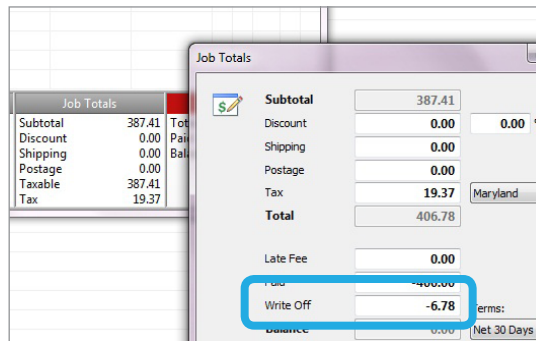 Job Totals
Subtotal 387.41
Discount 0.00
Shipping 0.00
Postage 0.00
Taxable 387.41
Tax 19.37
Job Totals
Subtotal 387.41
Discount 0.00 0.00
Shipping 0.00
Postage 0.00
Tax 19.37 Maryland
Total 406.78
Late Fee 0.00
Paid -400.00
Write Off -6.78 Terms:
Balance 0.00 Net 30 Days